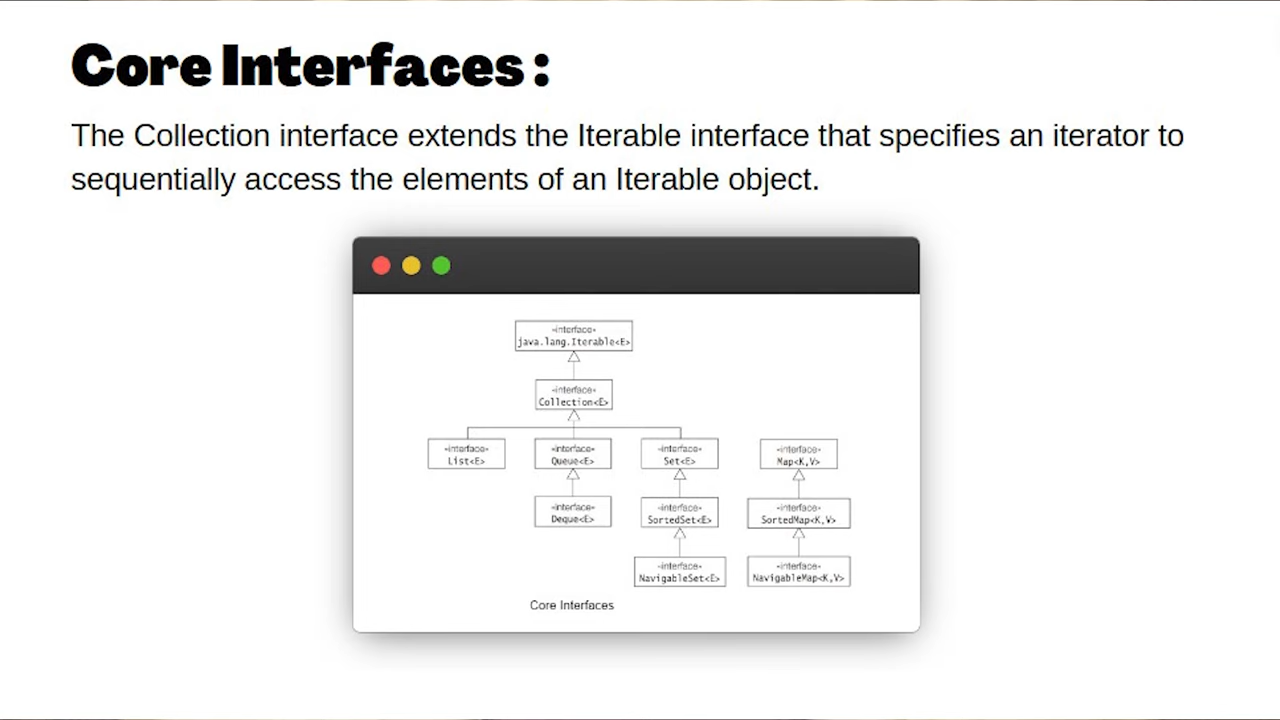 Core Interfaces:
The Collection interface extends the Iterable interface that specifies an iterator to
sequentially access the elements of an Iterable object.
«interface»
java.lang.Iterable<E>
«interface»
Collection<E>
«interface»
List<E>
«interface»
Queue<E>
«interface»
Set<E>
«interface»
Map<K,V>
«interface»
Deque<E>
«interface»
SortedSet<E>
«interface»
SortedMap<K,V>
«interface»
NavigableSet<E>
«interface»
NavigableMap<K,V>
Core Interfaces